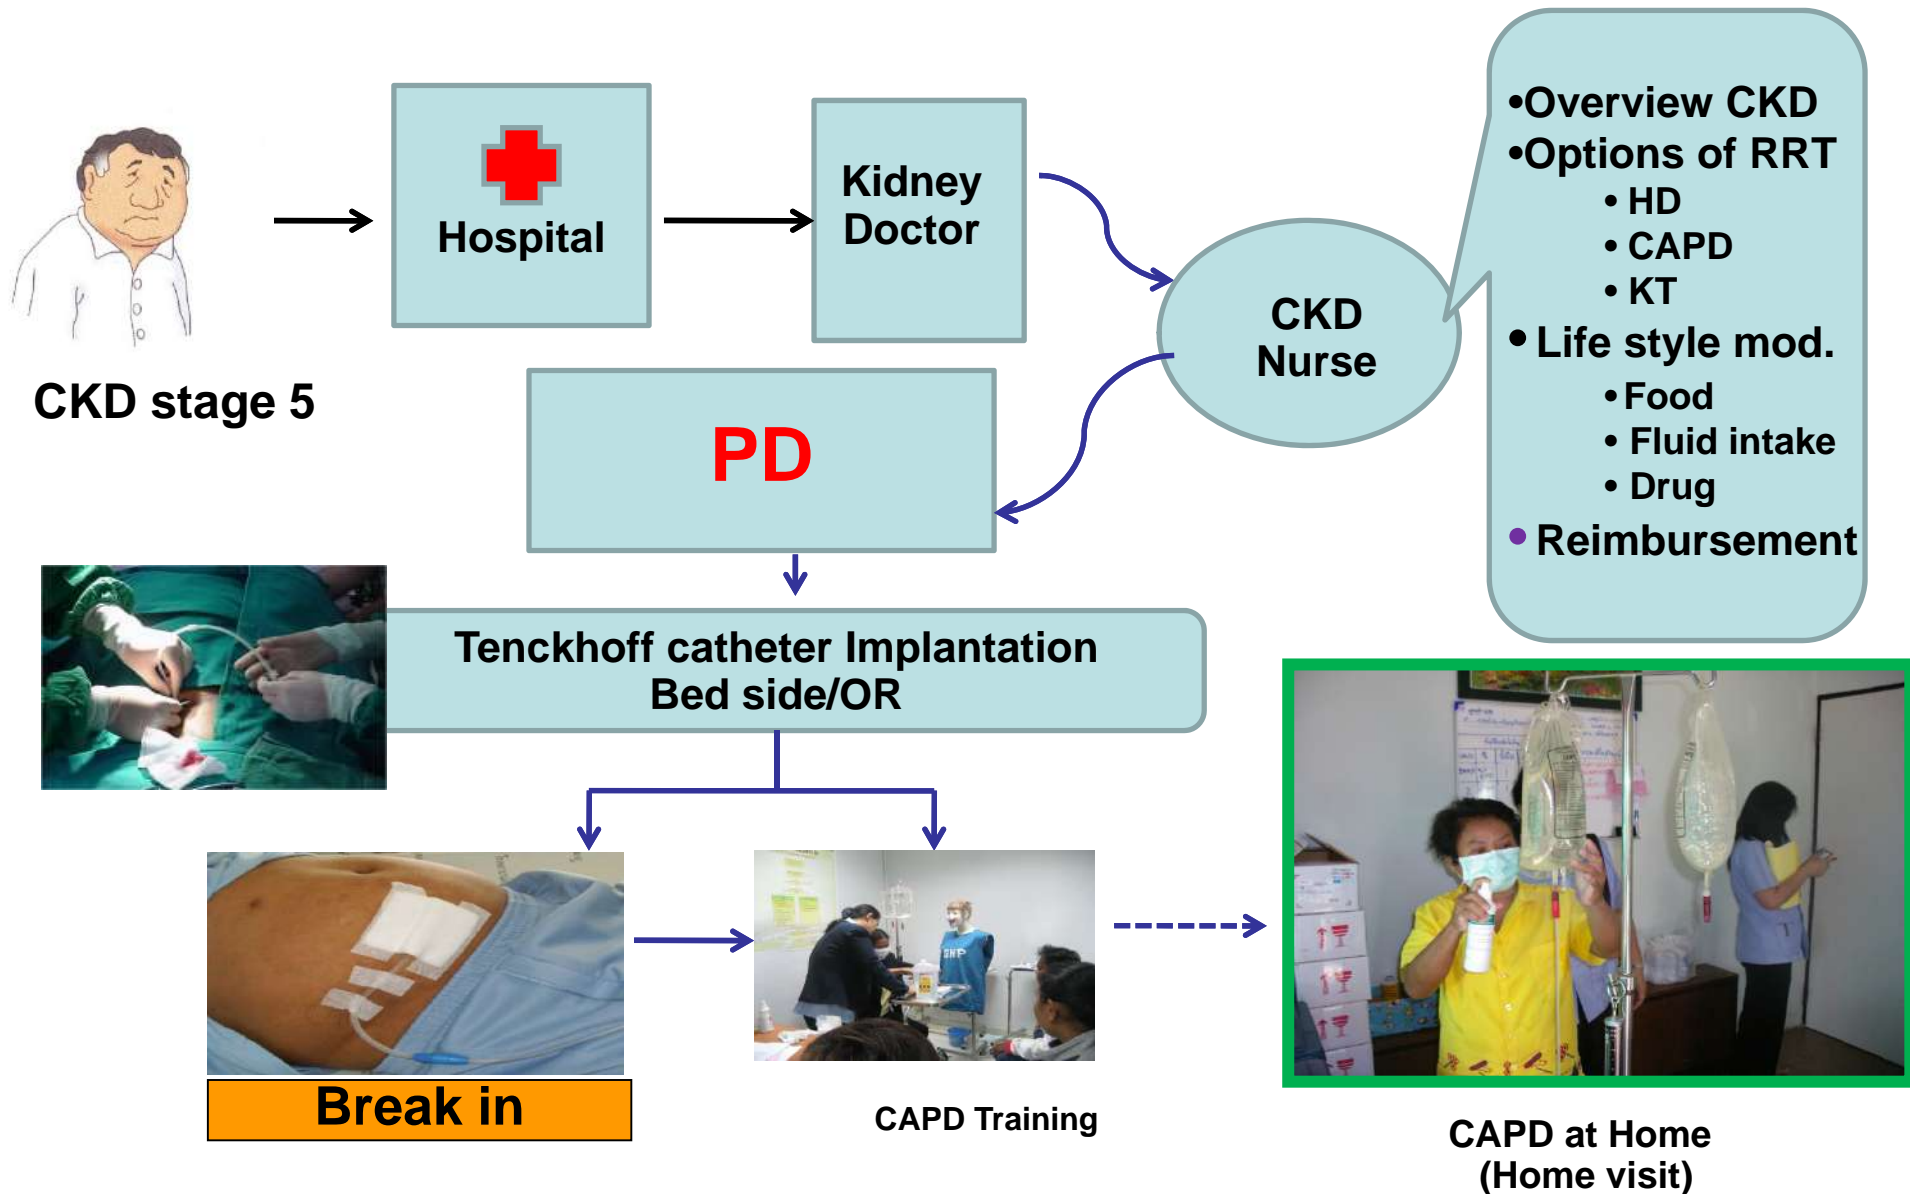 CKD stage 5
Hospital
Kidney
Doctor
CKD
Nurse
•Overview CKD
•Options of RRT
• HD
• CAPD
• KT
• Life style mod.
• Food
• Fluid intake
• Drug
• Reimbursement
PD
Tenckhoff catheter Implantation
Bed side/OR
Break in
CAPD Training
CAPD at Home
(Home visit)